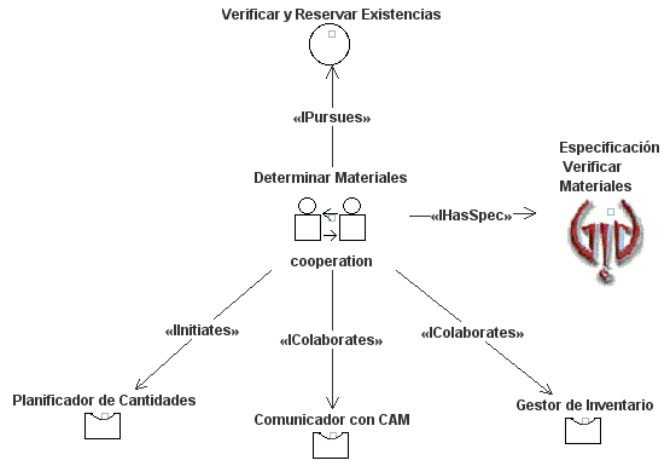 Verificar y Reservar Existencias
«IPursues»
Determinar Materiales
cooperation
«IHasSpec»
Especificación
Verificar
Materiales
«IInitiates»
«IColaborates»
«IColaborates»
Planificador de Cantidades
Comunicador con CAM
Gestor de Inventario